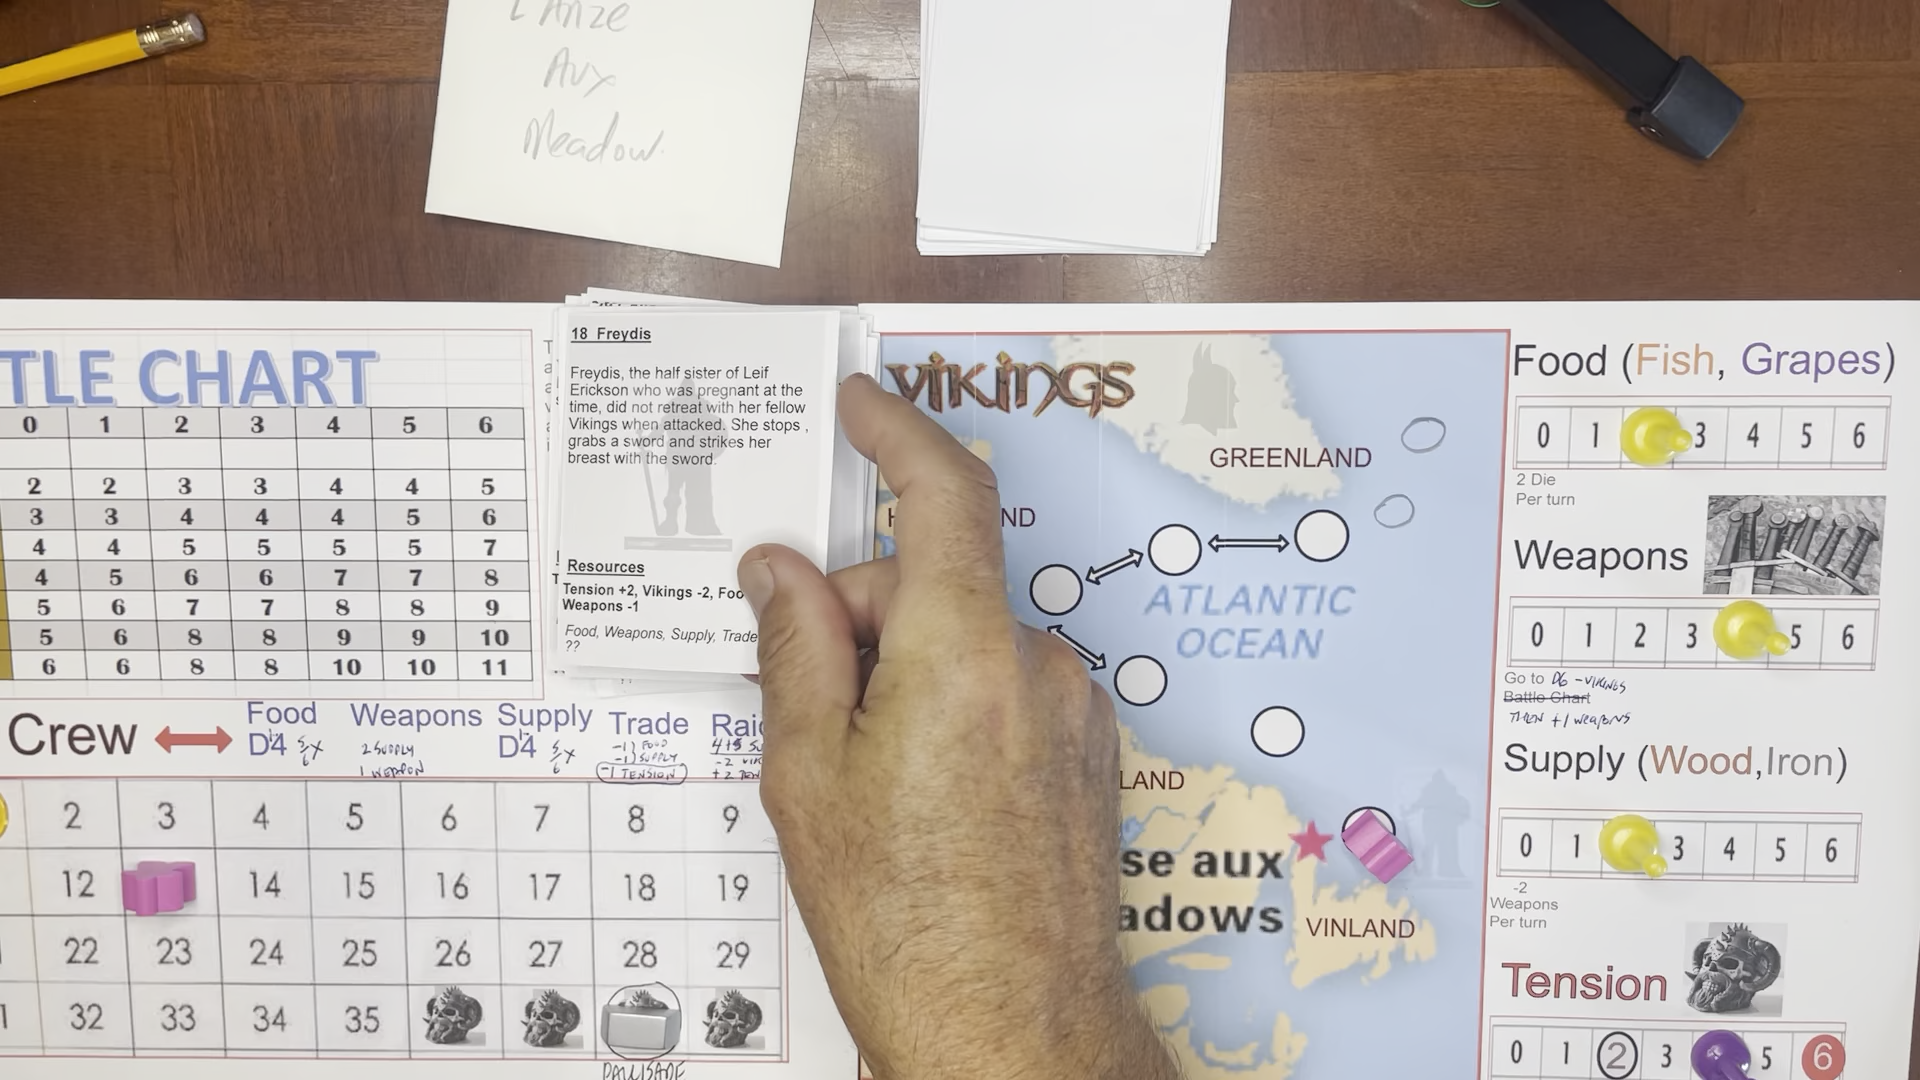 L'Anze
Aux
Meadow.
TLE CHART
0 1 2 3 4 5 6
2 2 3 3 4 4 5
3 3 4 4 4 5 6
4 4 5 5 5 5 7
4 5 6 6 7 7 8
5 6 7 7 8 8 9
5 6 8 8 9 9 10
6 6 8 8 10 10 11
18 Freydis
Freydis, the half sister of Leif
Erickson who was pregnant at the
time, did not retreat with her fellow
Vikings when attacked. She stops ,
grabs a sword and strikes her
breast with the sword.
Resources
Tension +2, Vikings -2, Foo
Weapons -1
Food, Weapons, Supply, Trade
??
Crew
Food
D4
Weapons
2 SUPPLY
1 WEAPON
Supply
D4
Trade
-1 FOOD
-1 SUPPLY
-1 TENSION
Raid
2 3 4 5 6 7 8 9
12 14 15 16 17 18 19
22 23 24 25 26 27 28 29
1 32 33 34 35
PALISADE
VIKINGS
GREENLAND
H ND
ATLANTIC
OCEAN
LAND
se aux
adows
VINLAND
Food (Fish, Grapes)
0 1 3 4 5 6
2 Die
Per turn
Weapons
0 1 2 3 5 6
Go to D6 -VIKINGS
Battle Chart
THEN +1 WEAPONS
Supply (Wood,Iron)
0 1 3 4 5 6
-2
Weapons
Per turn
Tension
0 1 2 3 5 6